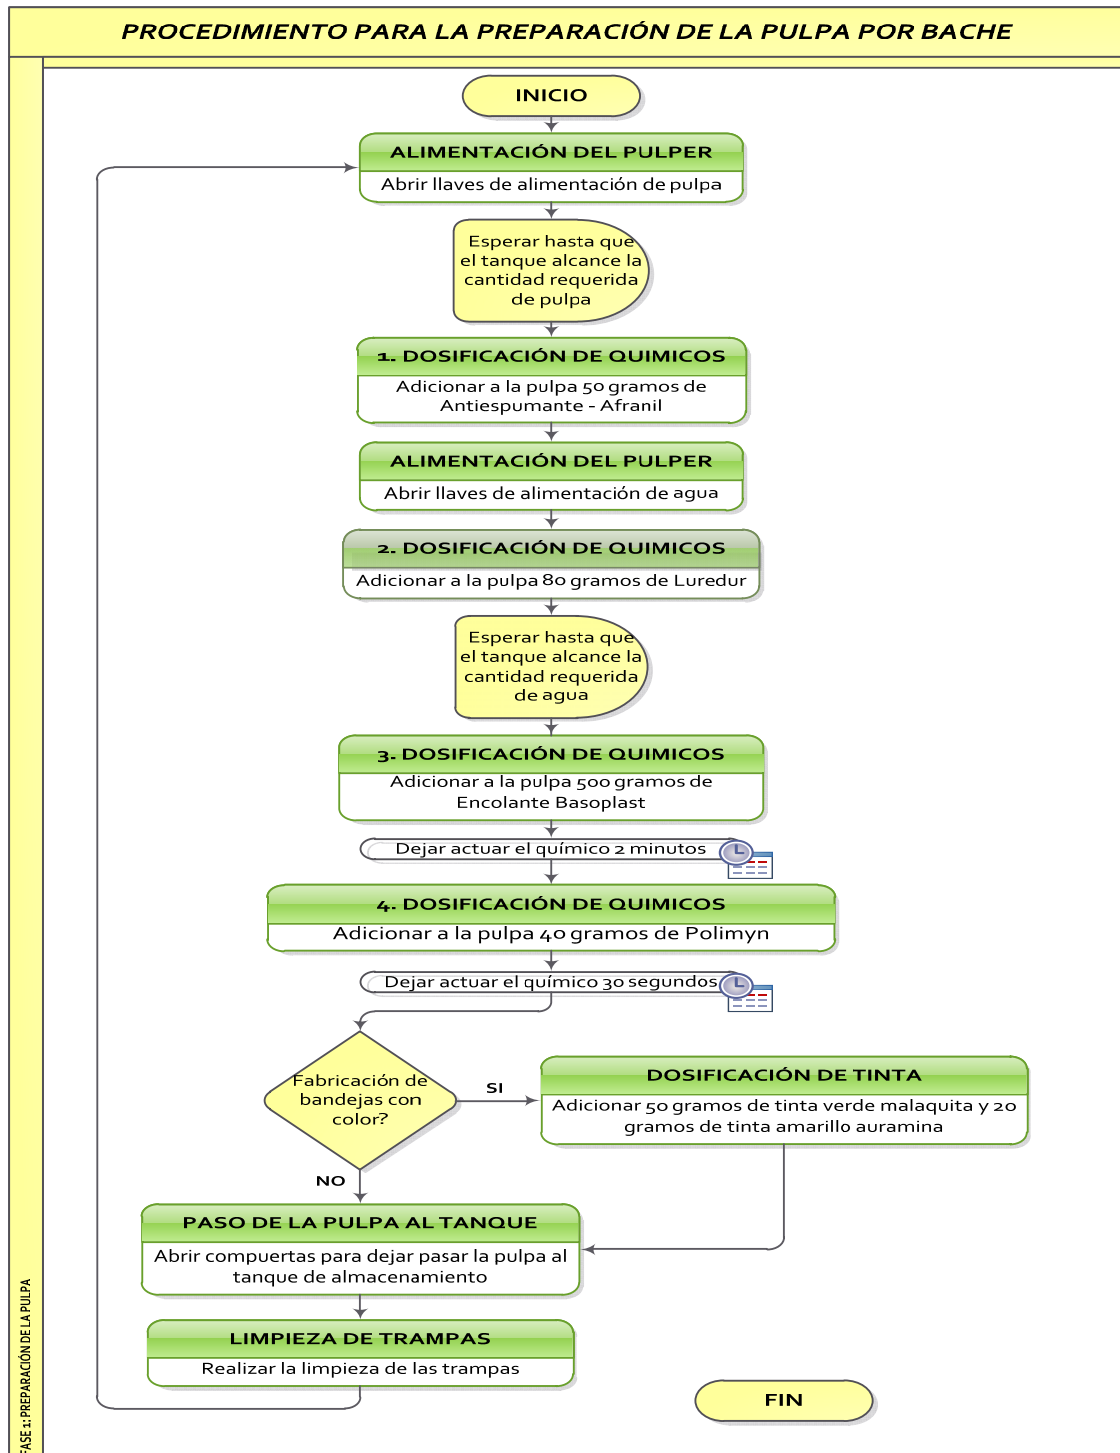 PROCEDIMIENTO PARA LA PREPARACIÓN DE LA PULPA POR BACHE
INICIO
ALIMENTACIÓN DEL PULPER
Abrir llaves de alimentación de pulpa
Esperar hasta que
el tanque alcance la
cantidad requerida
de pulpa
1. DOSIFICACIÓN DE QUIMICOS
Adicionar a la pulpa 50 gramos de
Antiespumante - Afranil
ALIMENTACIÓN DEL PULPER
Abrir llaves de alimentación de agua
2. DOSIFICACIÓN DE QUIMICOS
Adicionar a la pulpa 80 gramos de Luredur
Esperar hasta que
el tanque alcance la
cantidad requerida
de agua
3. DOSIFICACIÓN DE QUIMICOS
Adicionar a la pulpa 500 gramos de
Encolante Basoplast
Dejar actuar el químico 2 minutos
4. DOSIFICACIÓN DE QUIMICOS
Adicionar a la pulpa 40 gramos de Polimyn
Dejar actuar el químico 30 segundos
Fabricación de
bandejas con
color?
SI
DOSIFICACIÓN DE TINTA
Adicionar 50 gramos de tinta verde malaquita y 20
gramos de tinta amarillo auramina
NO
PASO DE LA PULPA AL TANQUE
Abrir compuertas para dejar pasar la pulpa al
tanque de almacenamiento
LIMPIEZA DE TRAMPAS
Realizar la limpieza de las trampas
FIN
FASE 1: PREPARACIÓN DE LA PULPA